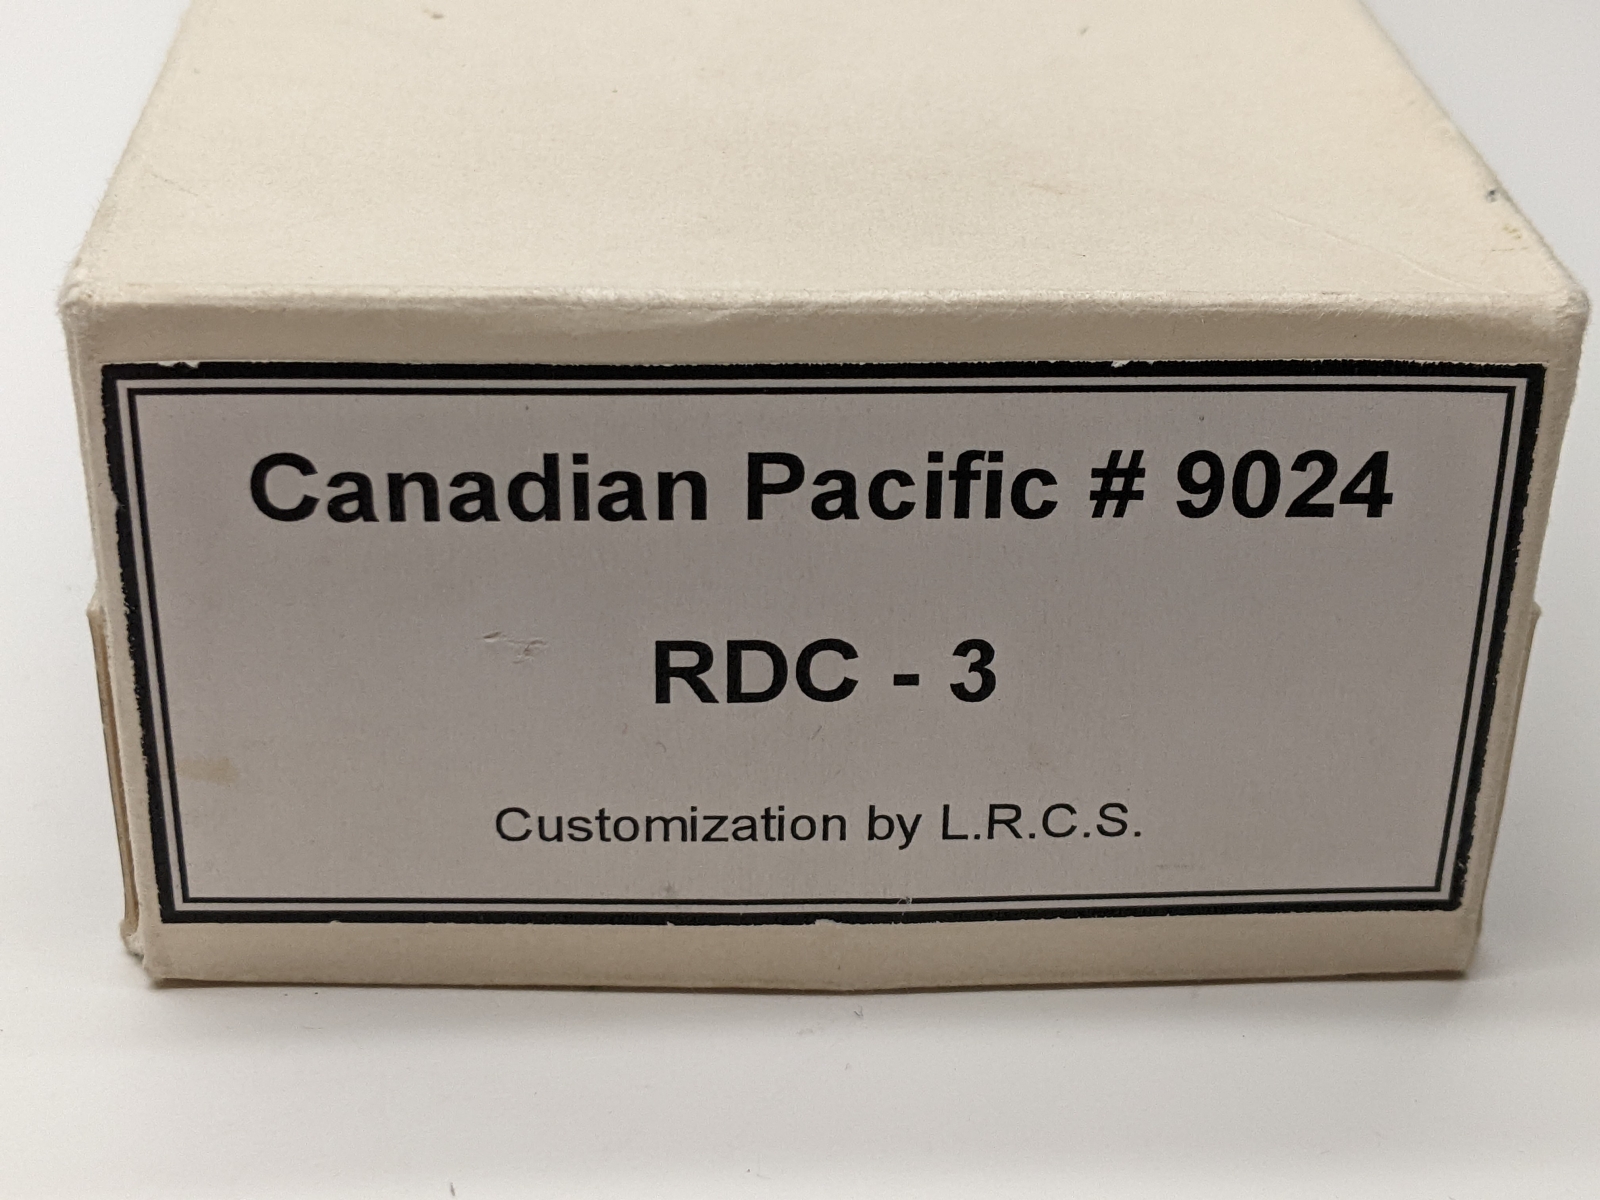 Canadian Pacific # 9024
RDC - 3
Customization by L.R.C.S.